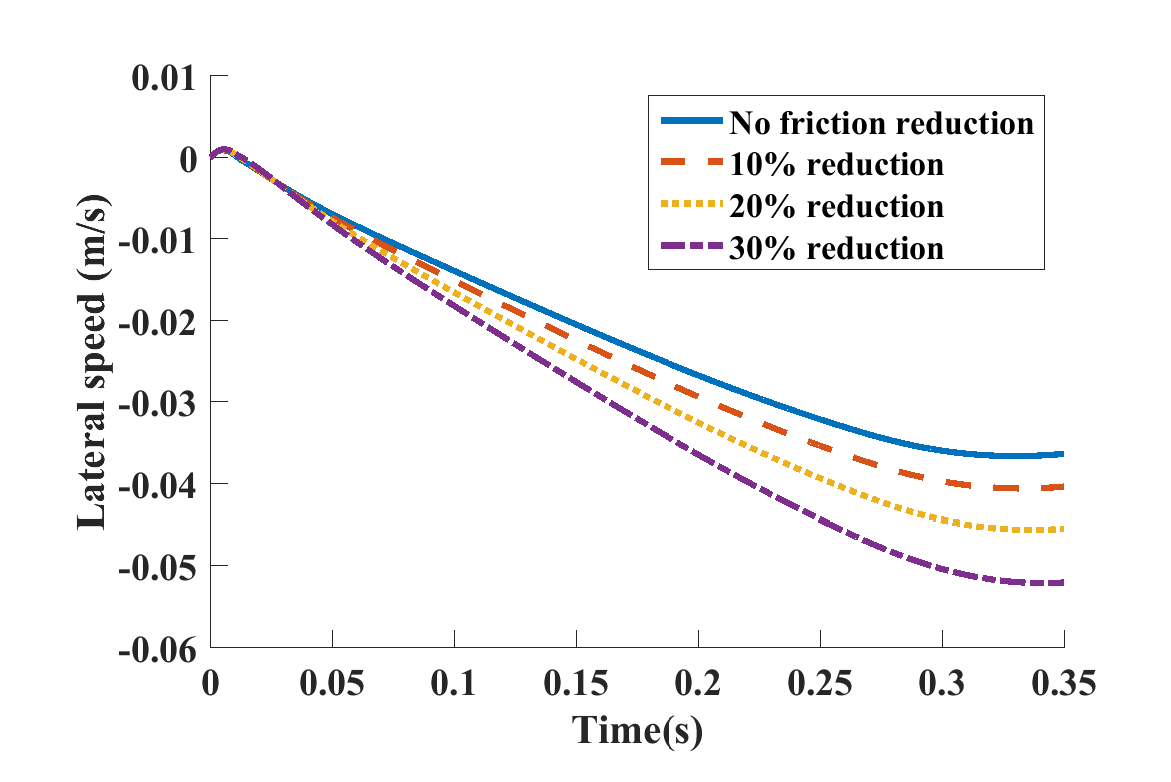 0.01
0
-0.01
-0.02
-0.03
-0.04
-0.05
-0.06
Lateral speed (m/s)
No friction reduction
10% reduction
20% reduction
30% reduction
0 0.05 0.1 0.15 0.2 0.25 0.3 0.35
Time(s)